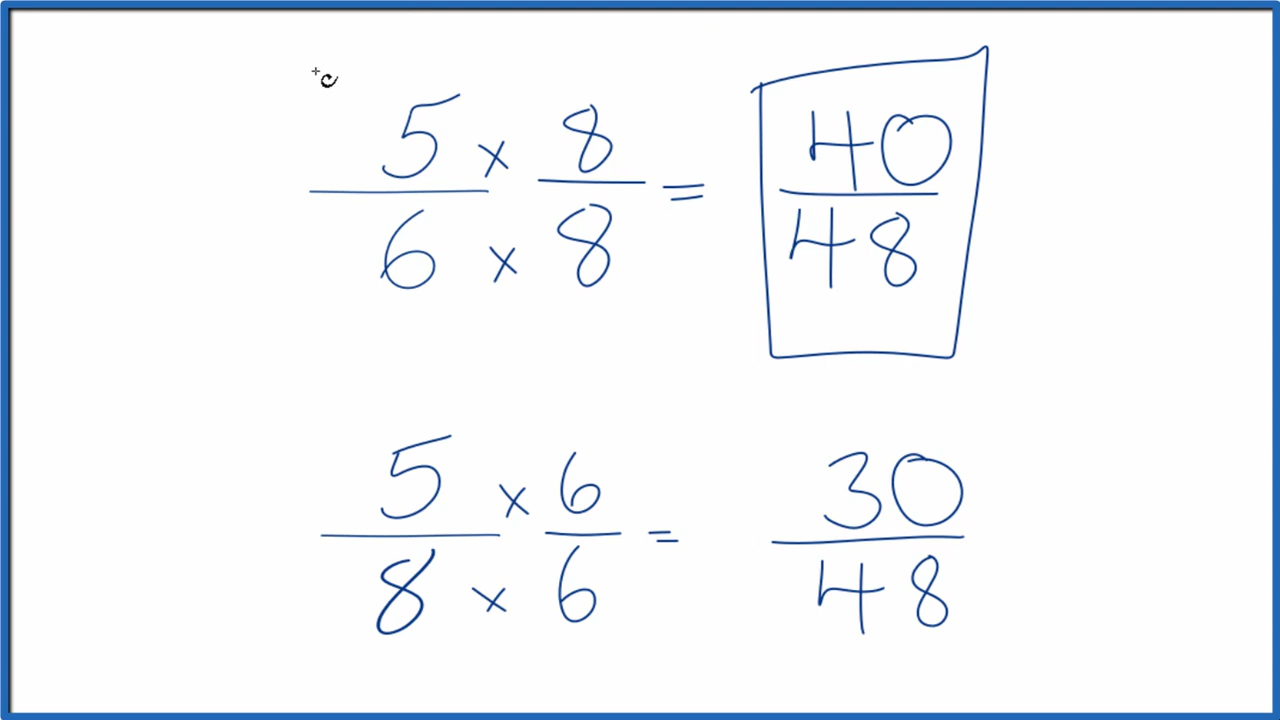 5 × 8 = 40
6 × 8 48
5 × 6 = 30
8 × 6 48